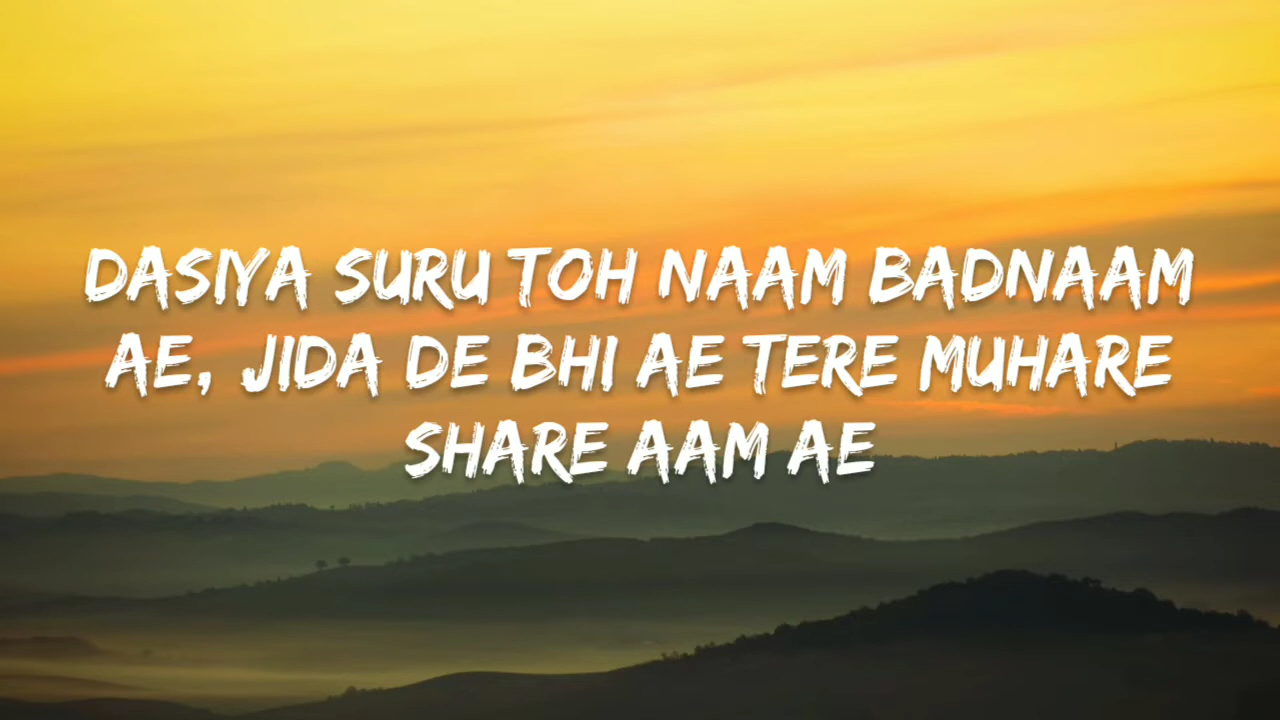 DASIYA SURU TOH NAAM BADNAAM
AE, JIDA DE BHI AE TERE MUHARE
SHARE AAM AE